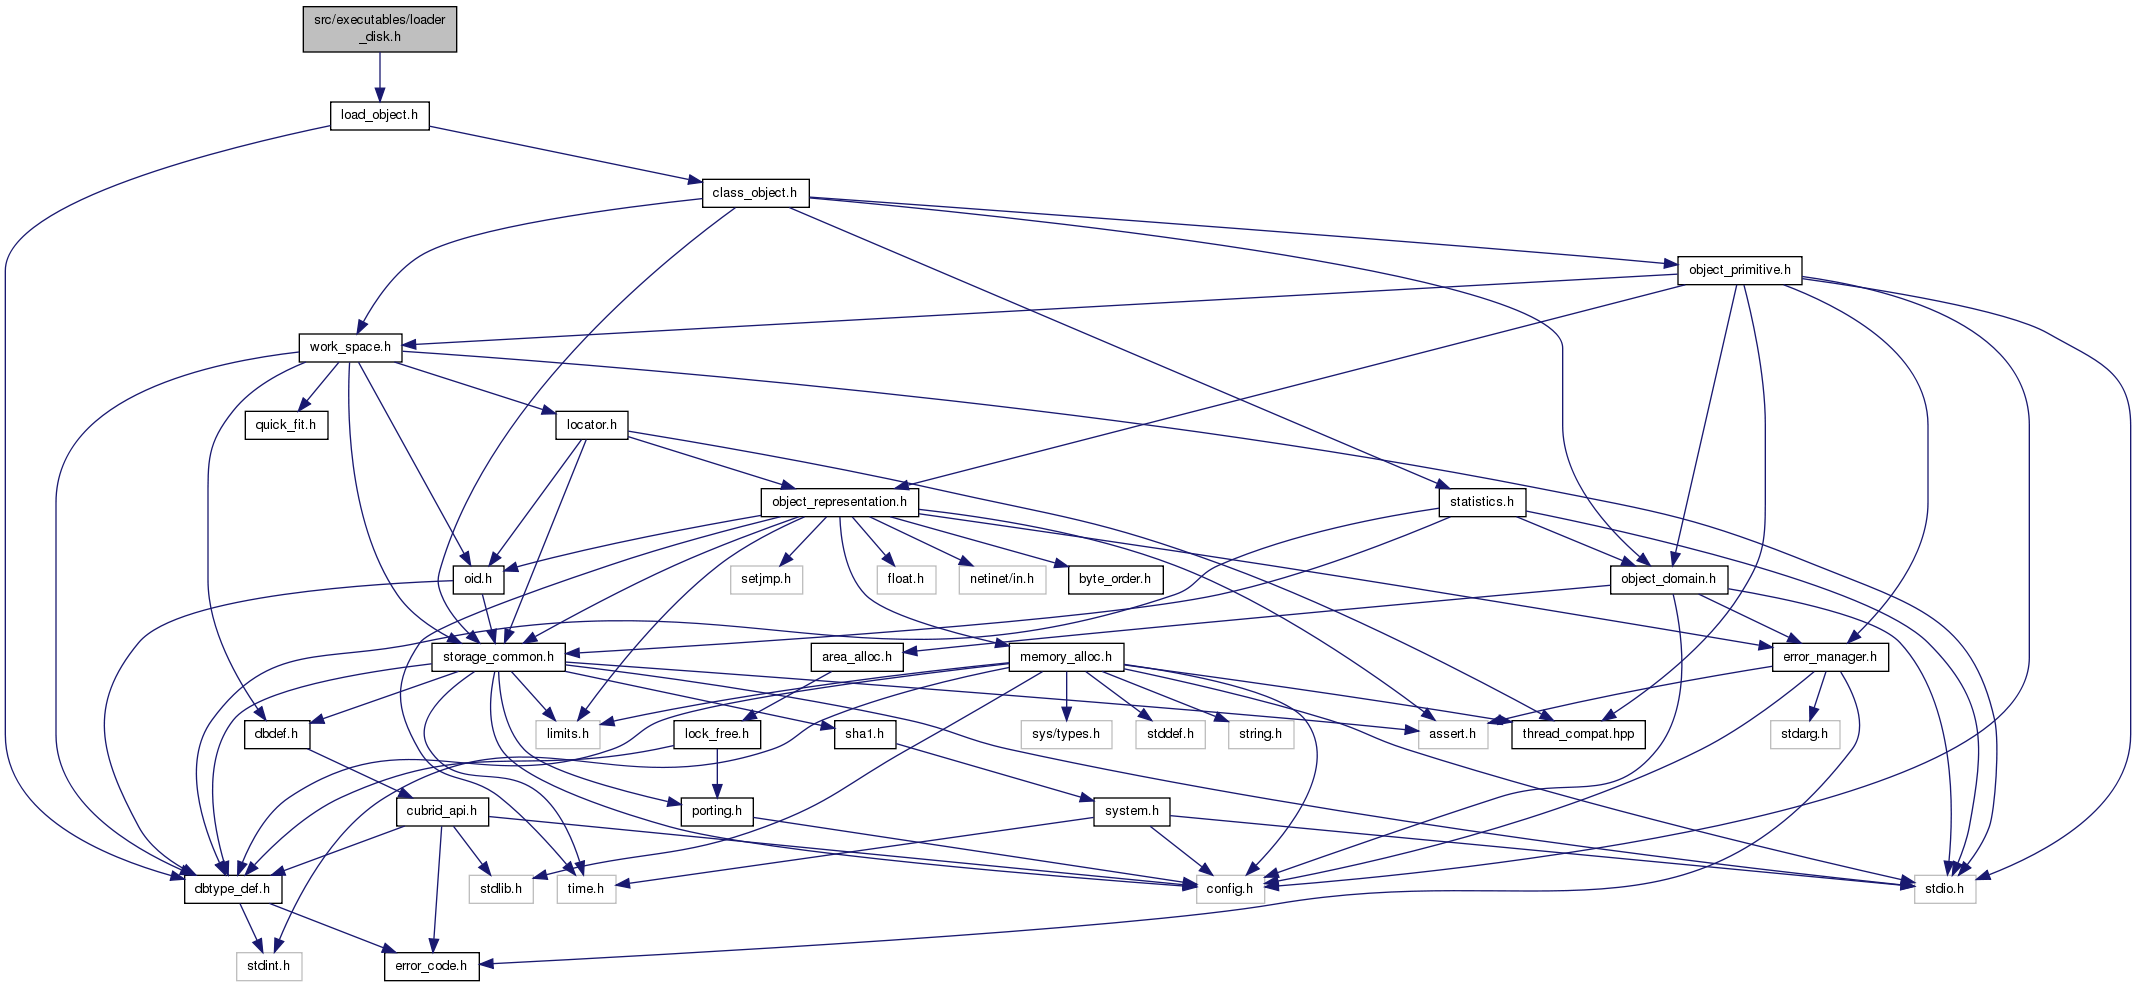 src/executables/loader
_disk.h
load_object.h
class_object.h
object_primitive.h
work_space.h
quick_fit.h
locator.h
object_representation.h
statistics.h
oid.h
setjmp.h
float.h
netinet/in.h
byte_order.h
object_domain.h
storage_common.h
area_alloc.h
memory_alloc.h
error_manager.h
dbdef.h
limits.h
lock_free.h
sha1.h
sys/types.h
stddef.h
string.h
assert.h
thread_compat.hpp
stdarg.h
cubrid_api.h
porting.h
system.h
dbtype_def.h
stdlib.h
time.h
config.h
stdio.h
stdint.h
error_code.h